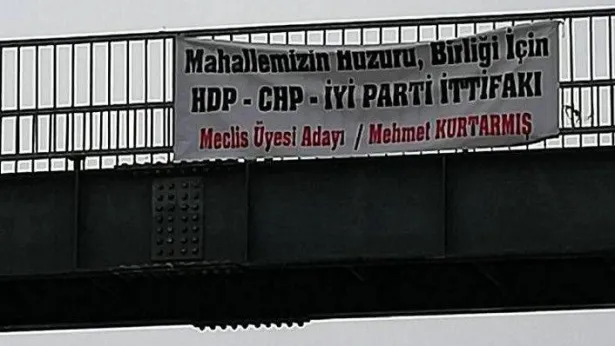 Mahallemizin Huzuru, Birliği İçin
HDP - CHP - İYİ PARTİ İTTİFAKI
Meclis Üyesi Adayı / Mehmet KURTARMIŞ